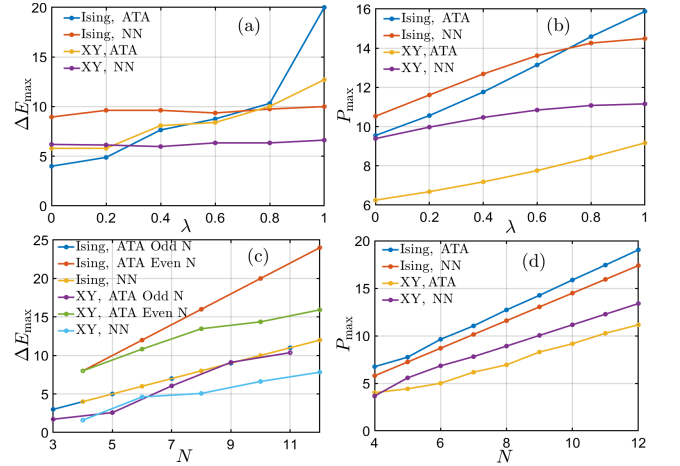 Ising, ATA
Ising, NN
XY, ATA
XY, NN
(a)
ΔE_max
20
15
10
5
0
0 0.2 0.4 0.6 0.8 1
λ
Ising, ATA
Ising, NN
XY, ATA
XY, NN
(b)
P_max
16
14
12
10
8
6
0 0.2 0.4 0.6 0.8 1
λ
Ising, ATA Odd N
Ising, ATA Even N
Ising, NN
XY, ATA Odd N
XY, ATA Even N
XY, NN
(c)
ΔE_max
25
20
15
10
5
0
3 5 7 9 11
N
Ising, ATA
Ising, NN
XY, ATA
XY, NN
(d)
P_max
20
15
10
5
0
4 6 8 10 12
N